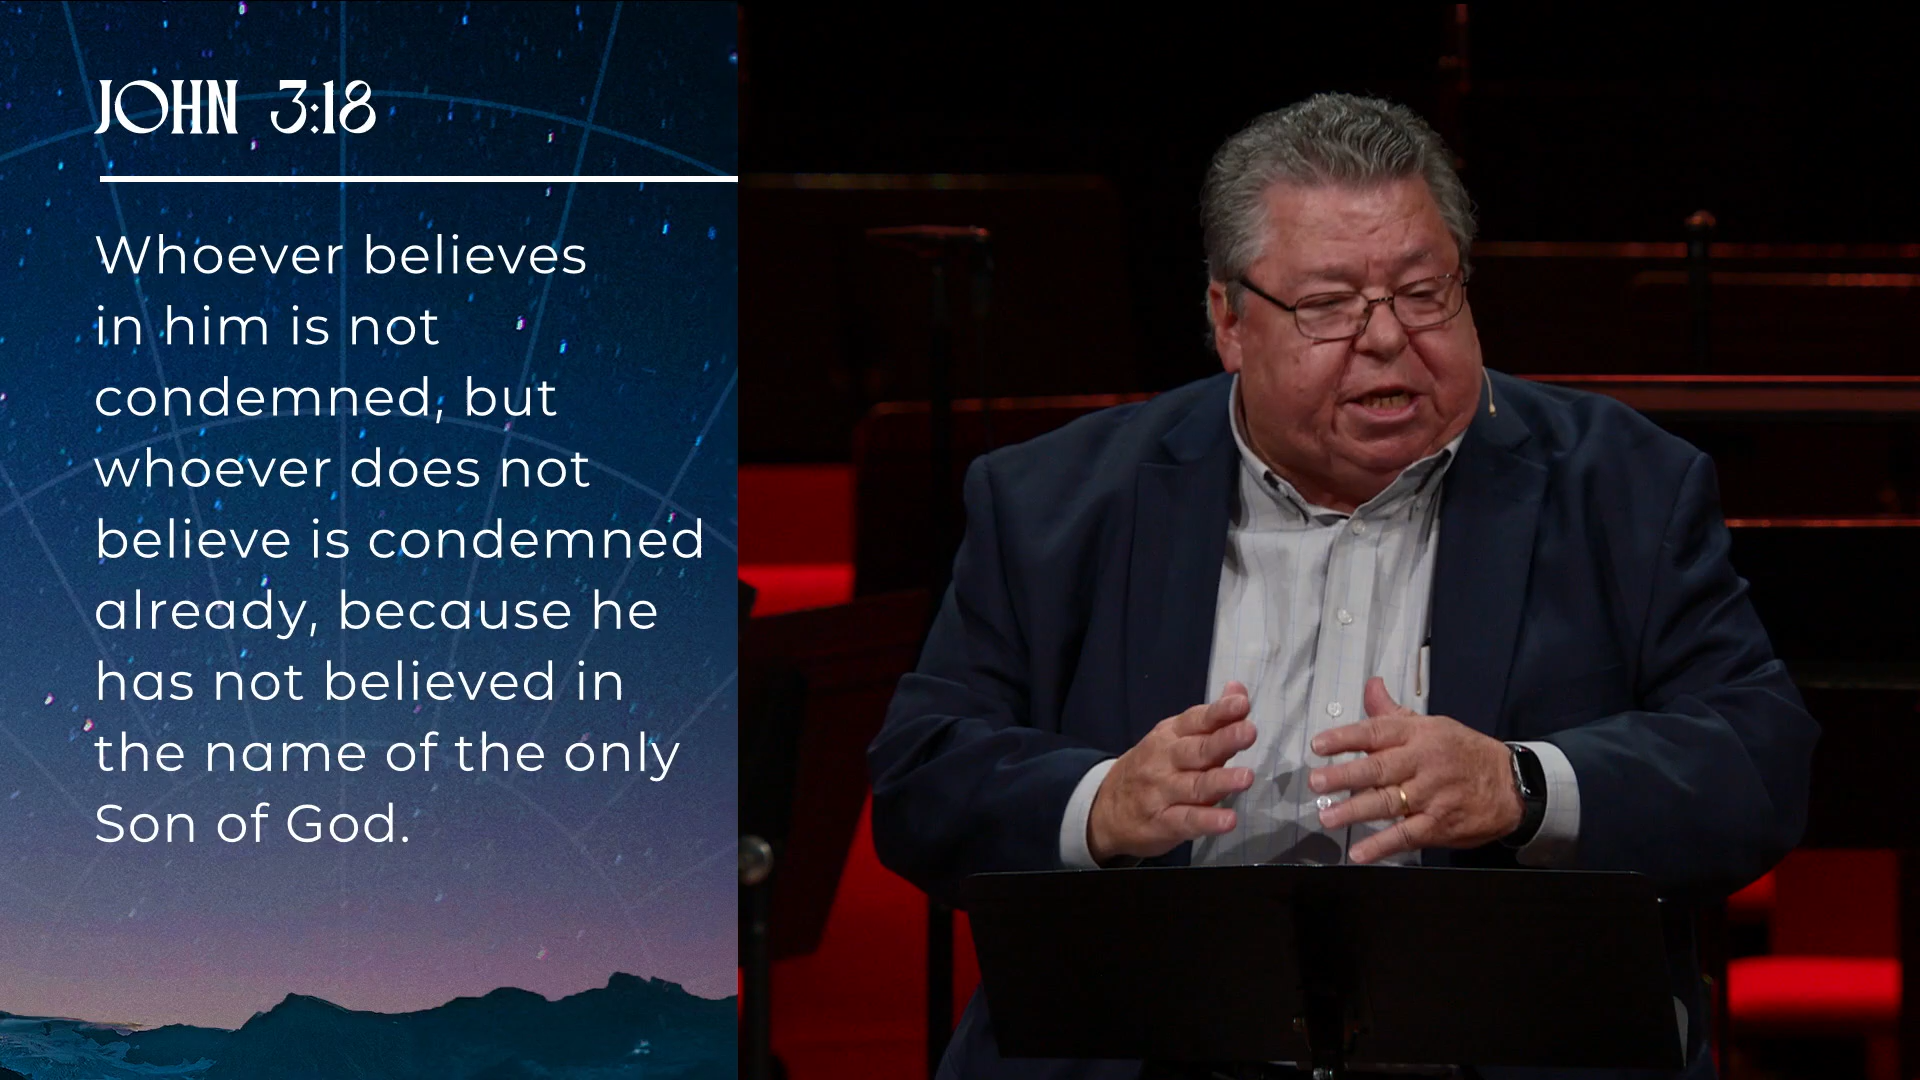 JOHN 3:18
Whoever believes
in him is not
condemned, but
whoever does not
believe is condemned
already, because he
has not believed in
the name of the only
Son of God.